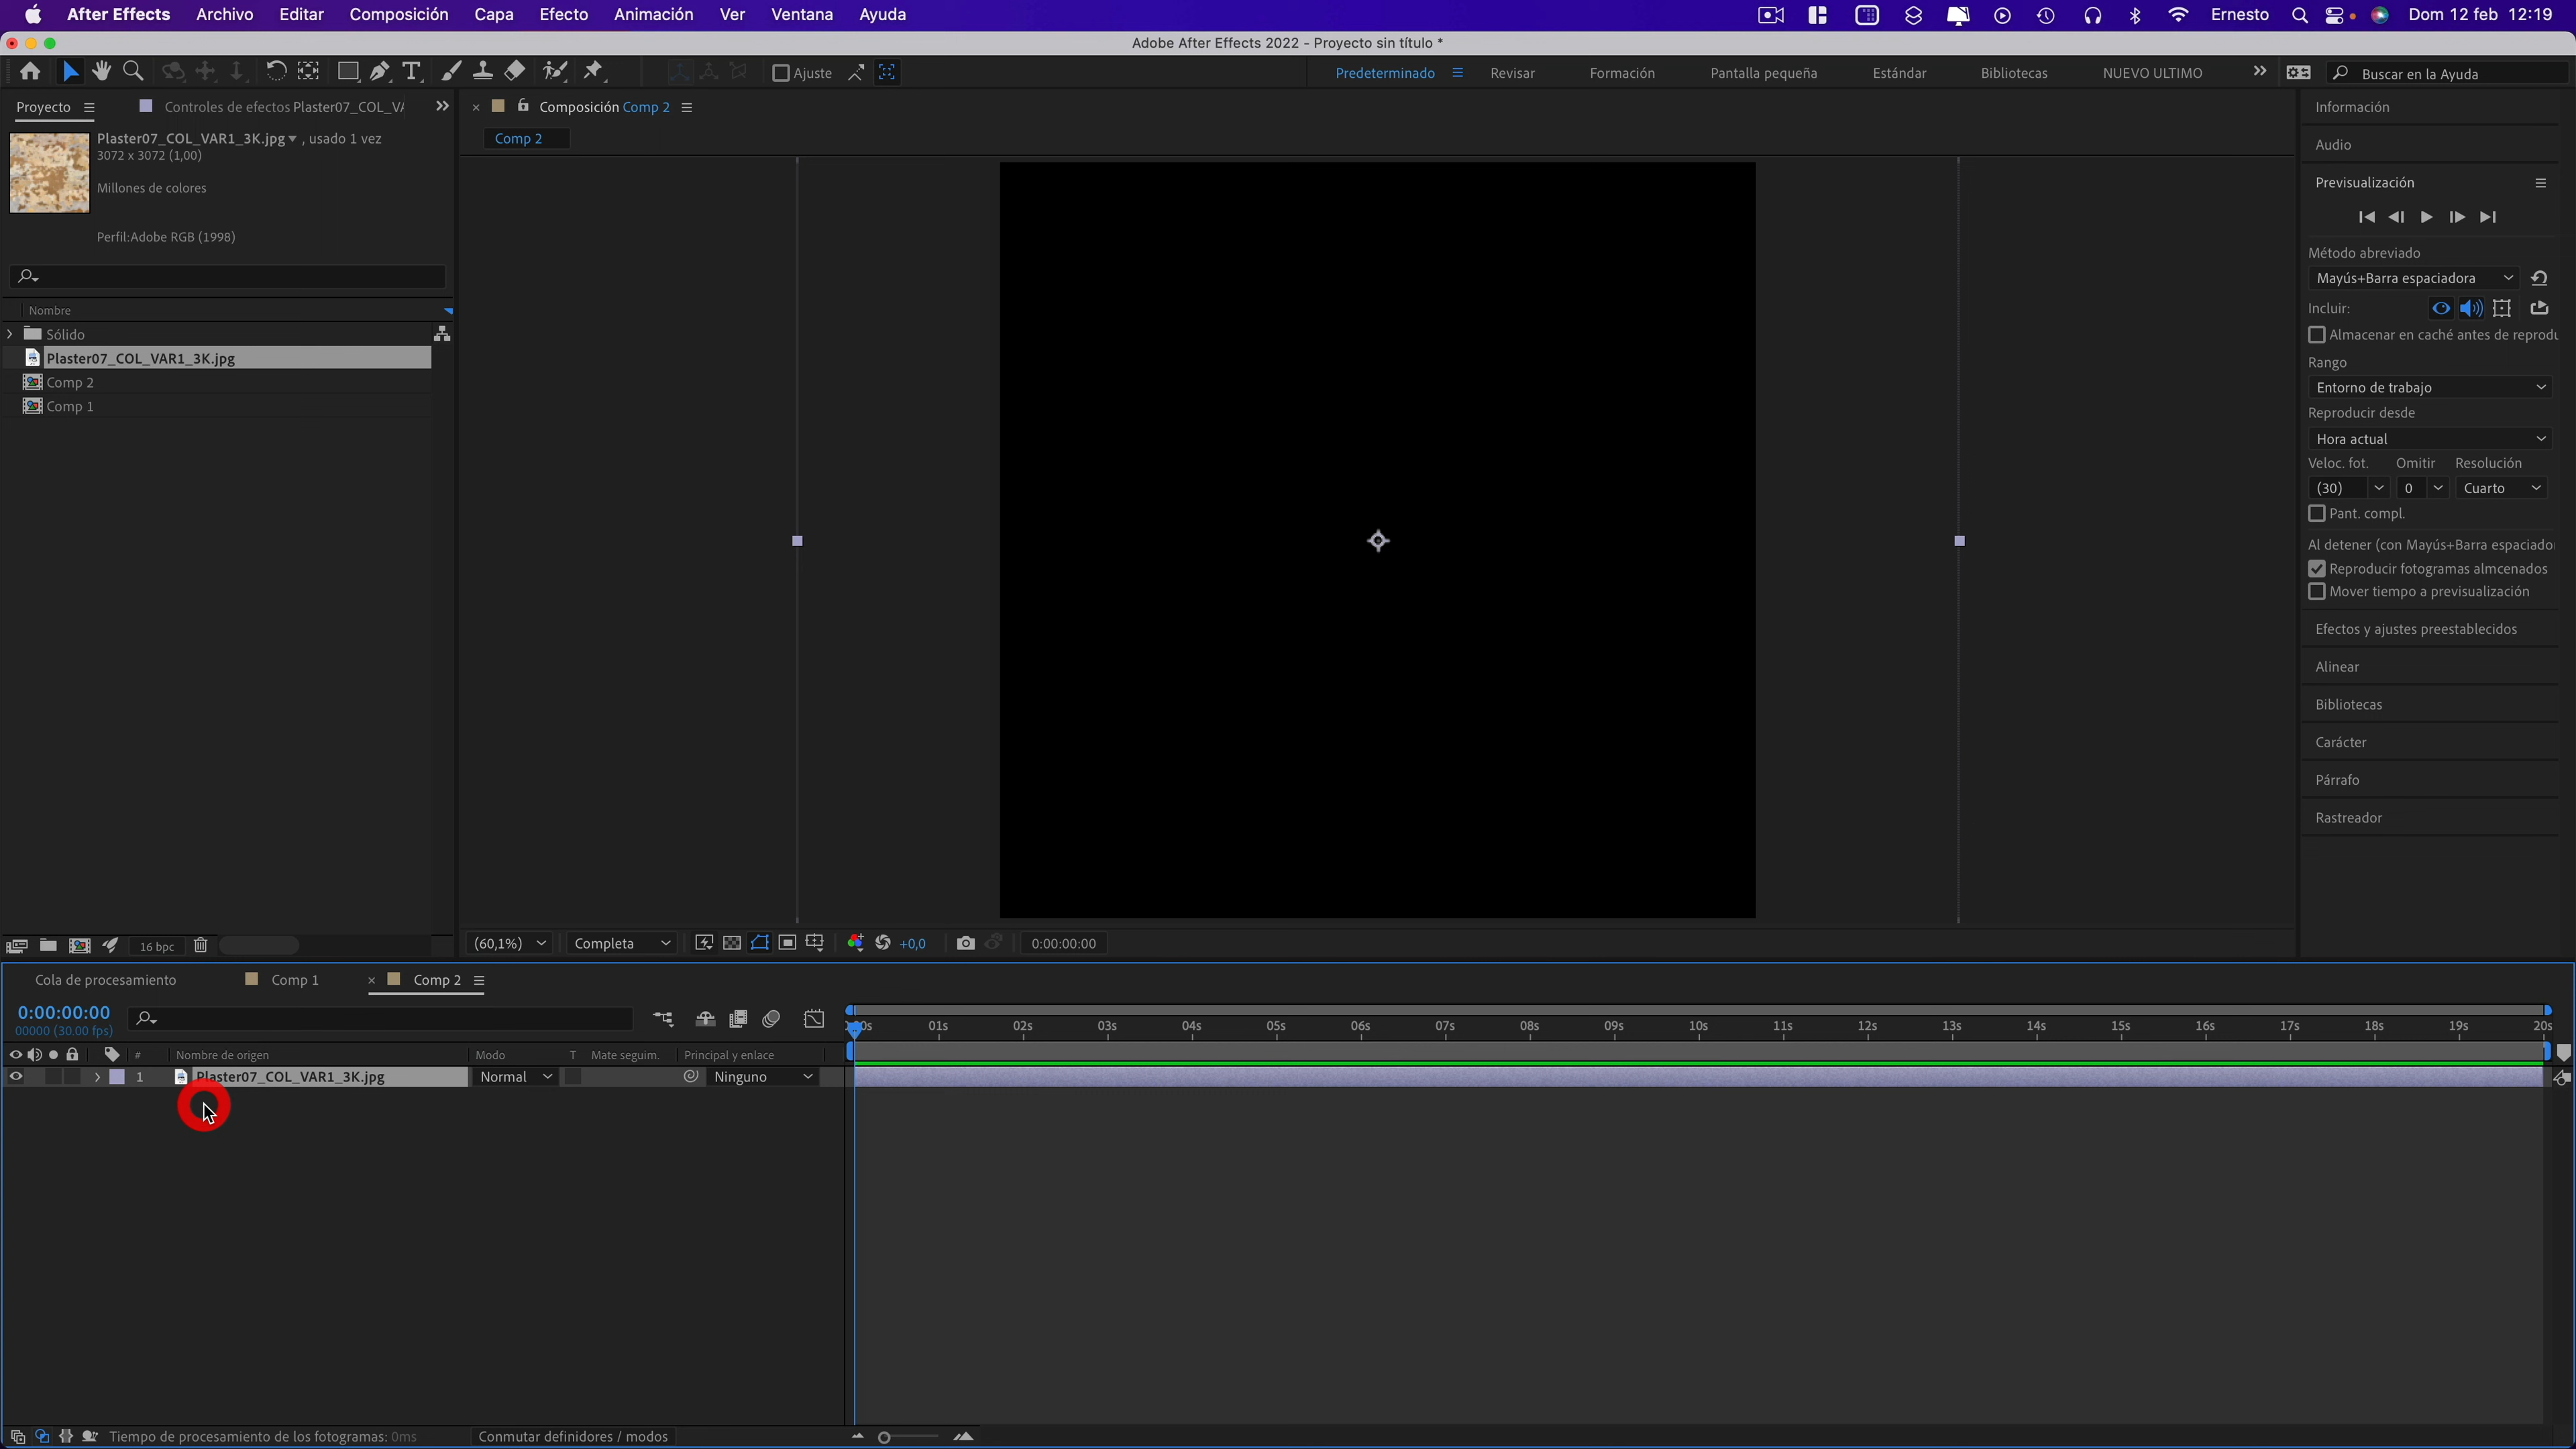 After Effects Archivo Editar Composición Capa Efecto Animación Ver Ventana Ayuda Ernesto Dom 12 feb 12:19
Adobe After Effects 2022 - Proyecto sin título *
Ajuste Predeterminado Revisar Formación Pantalla pequeña Estándar Bibliotecas NUEVO ULTIMO Buscar en la Ayuda
Proyecto Controles de efectos Plaster07_COL_VA
Plaster07_COL_VAR1_3K.jpg , usado 1 vez
3072 x 3072 (1,00)
Millones de colores
Perfil:Adobe RGB (1998)
Nombre
Sólido
Plaster07_COL_VAR1_3K.jpg
Comp 2
Comp 1
16 bpc
Composición Comp 2
Comp 2
(60,1%) Completa +0,0 0:00:00:00
Información
Audio
Previsualización
Método abreviado
Mayús+Barra espaciadora
Incluir:
Almacenar en caché antes de reprodu
Rango
Entorno de trabajo
Reproducir desde
Hora actual
Veloc. fot. Omitir Resolución
(30) 0 Cuarto
Pant. compl.
Al detener (con Mayús+Barra espaciado
Reproducir fotogramas almcenados
Mover tiempo a previsualización
Efectos y ajustes preestablecidos
Alinear
Bibliotecas
Carácter
Párrafo
Rastreador
Cola de procesamiento Comp 1 Comp 2
0:00:00:00
00000 (30.00 fps)
00s 01s 02s 03s 04s 05s 06s 07s 08s 09s 10s 11s 12s 13s 14s 15s 16s 17s 18s 19s 20s
# Nombre de origen Modo T Mate seguim. Principal y enlace
1 Plaster07_COL_VAR1_3K.jpg Normal Ninguno
Tiempo de procesamiento de los fotogramas: 0ms Conmutar definidores / modos